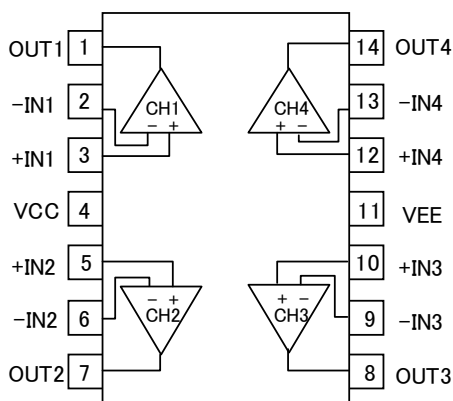 OUT1 1 14 OUT4
-IN1 2 CH1 CH4 13 -IN4
- + + -
+IN1 3 12 +IN4
VCC 4 11 VEE
+IN2 5 10 +IN3
- + + -
-IN2 6 CH2 CH3 9 -IN3
OUT2 7 8 OUT3